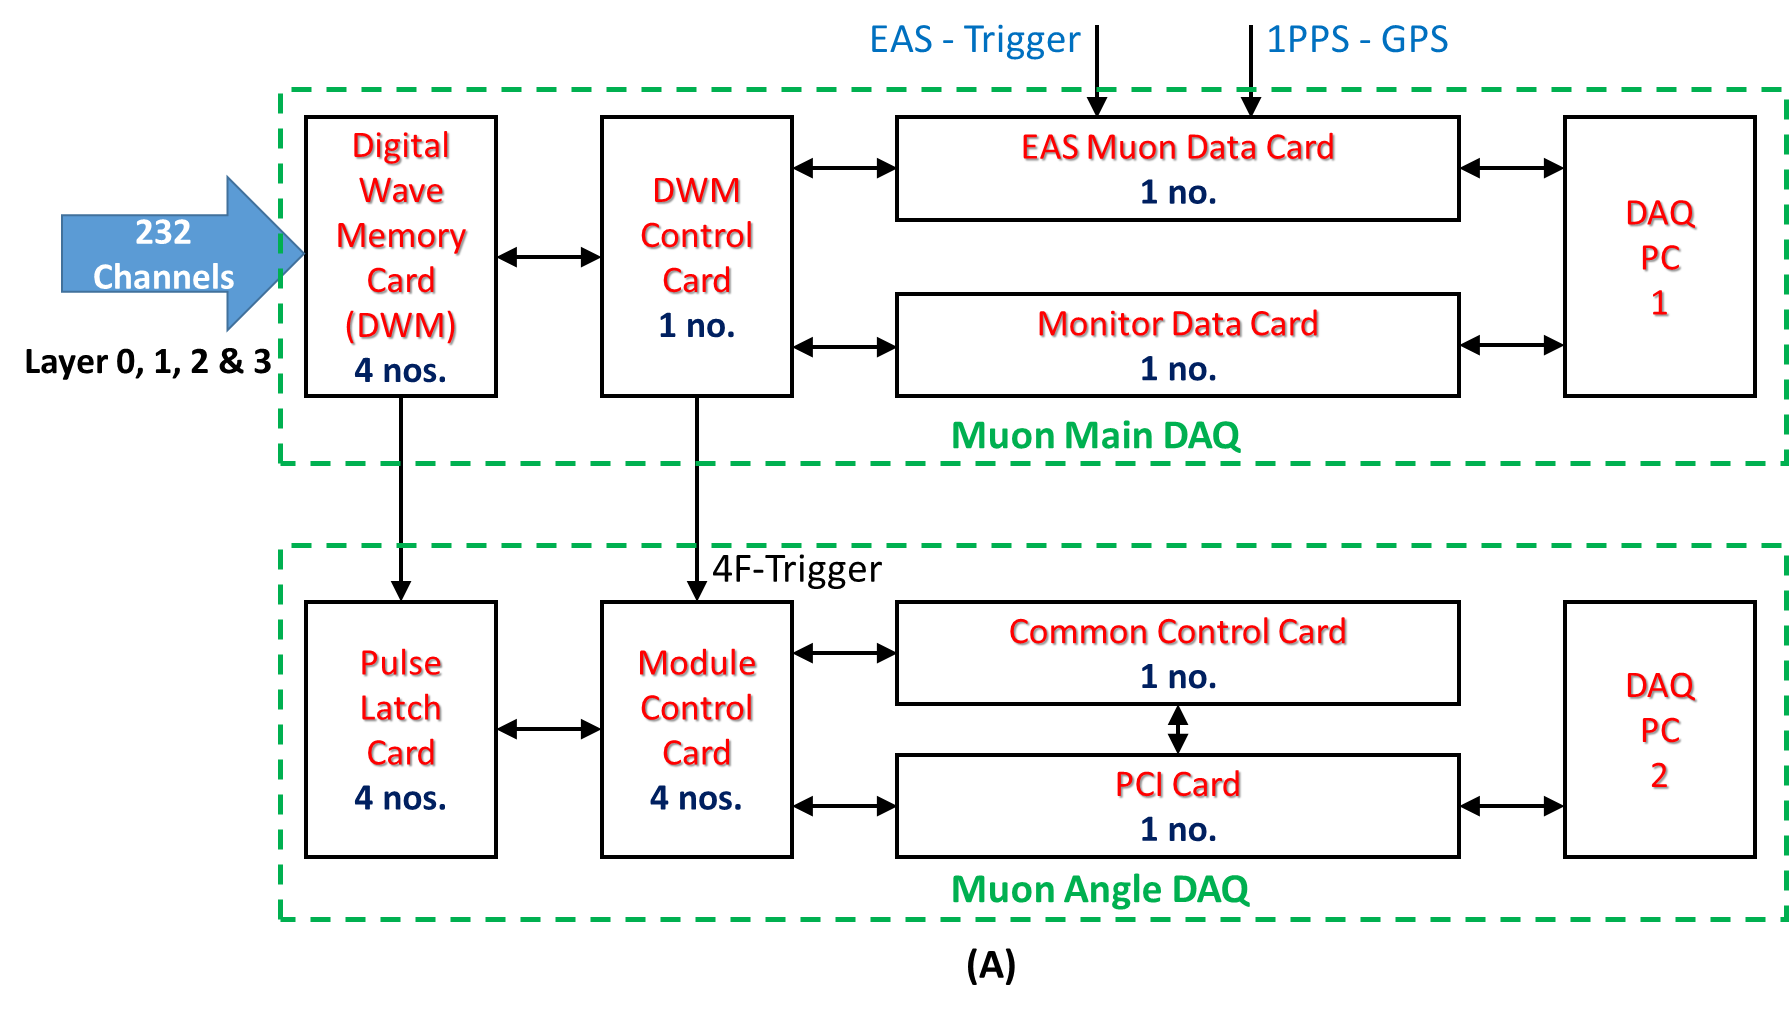 EAS - Trigger
1PPS - GPS
232
Channels
Layer 0, 1, 2 & 3
Digital
Wave
Memory
Card
(DWM)
4 nos.
DWM
Control
Card
1 no.
EAS Muon Data Card
1 no.
Monitor Data Card
1 no.
DAQ
PC
1
Muon Main DAQ
4F-Trigger
Pulse
Latch
Card
4 nos.
Module
Control
Card
4 nos.
Common Control Card
1 no.
PCI Card
1 no.
DAQ
PC
2
Muon Angle DAQ
(A)